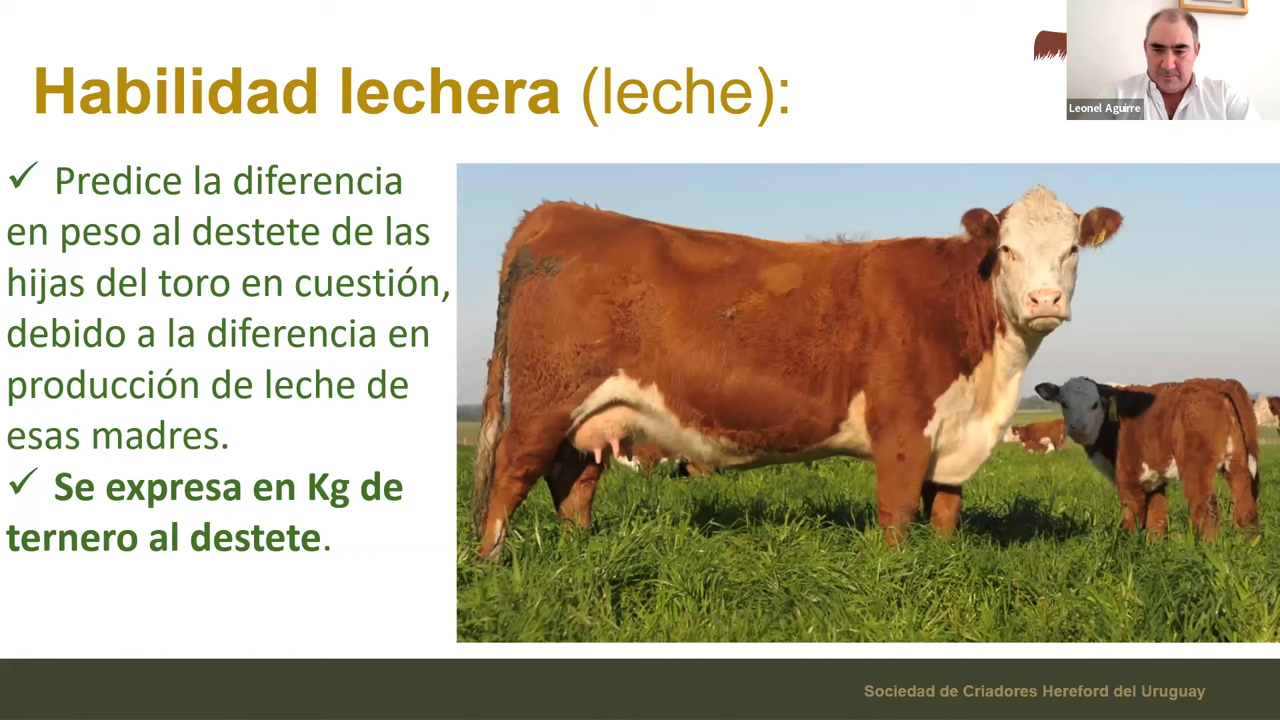 Habilidad lechera (leche):
Leonel Aguirre
✓ Predice la diferencia
en peso al destete de las
hijas del toro en cuestión,
debido a la diferencia en
producción de leche de
esas madres.
✓ Se expresa en Kg de
ternero al destete.
Sociedad de Criadores Hereford del Uruguay